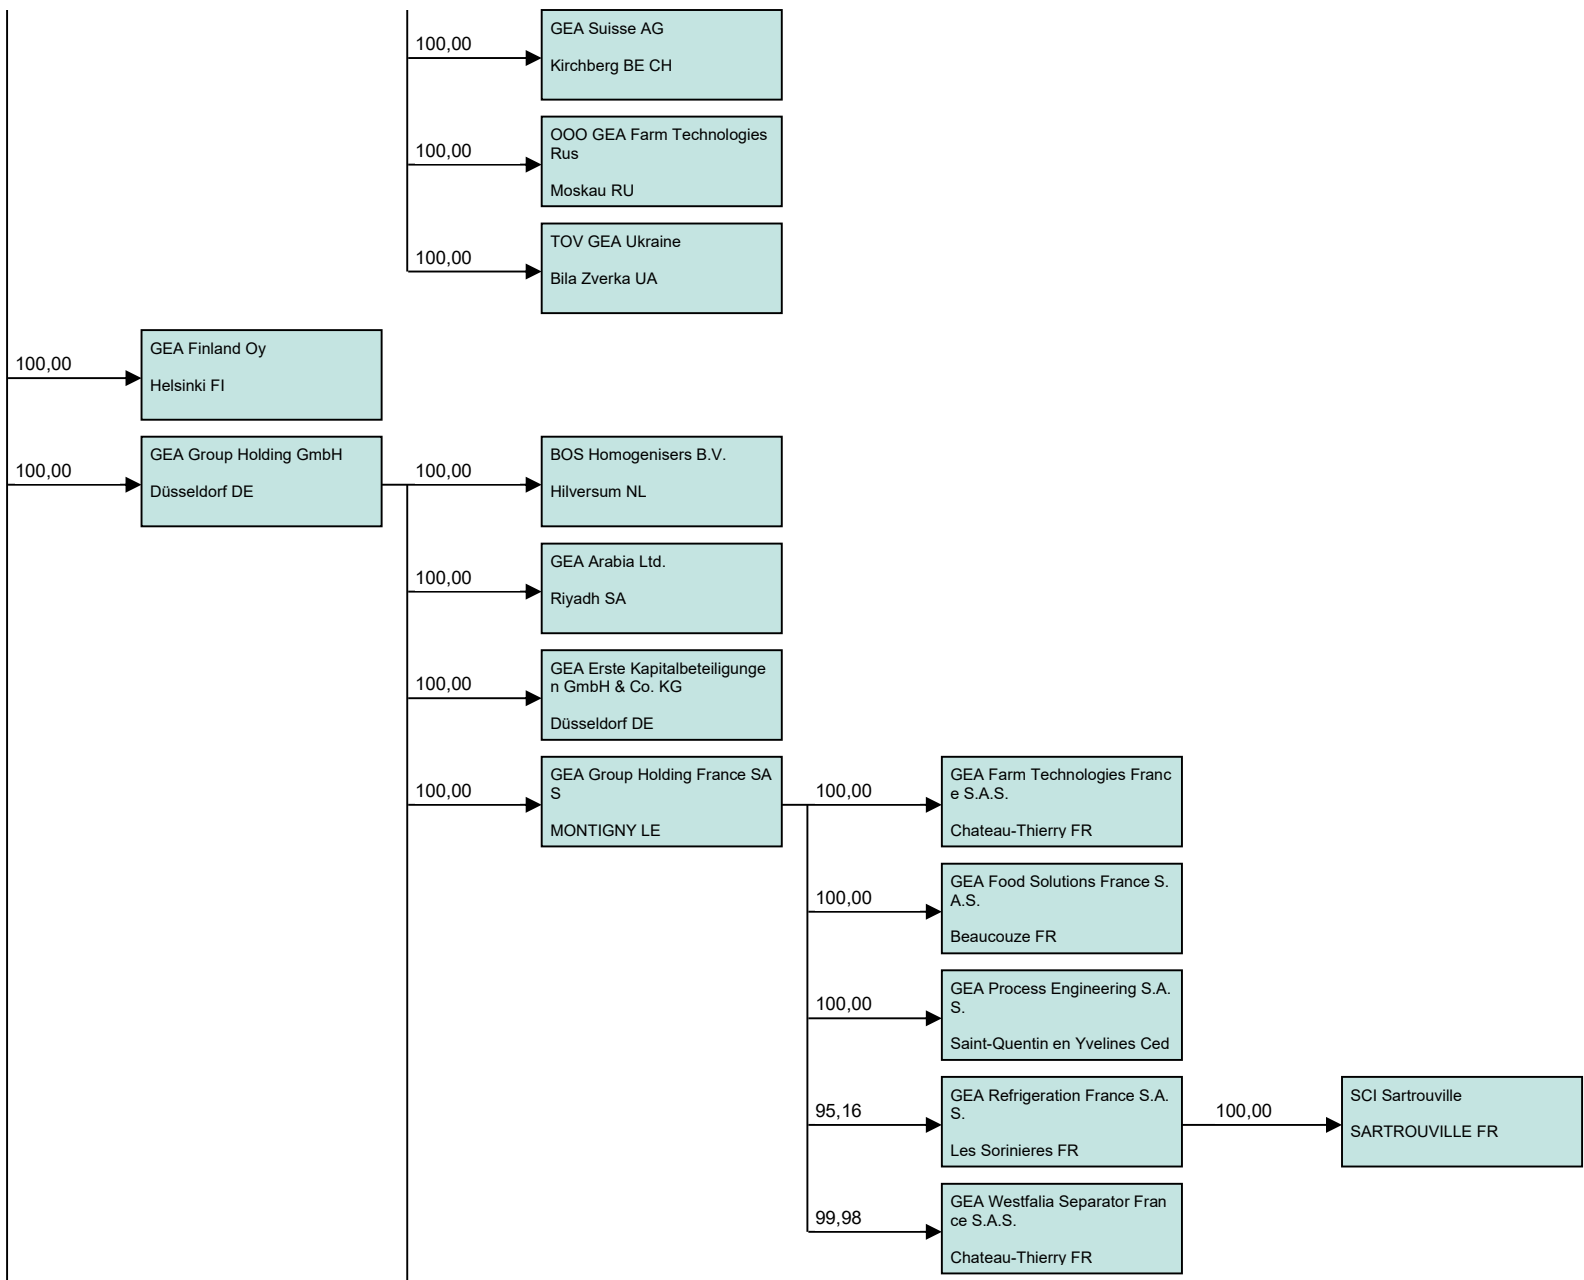 100,00
GEA Suisse AG
Kirchberg BE CH
100,00
OOO GEA Farm Technologies
Rus
Moskau RU
100,00
TOV GEA Ukraine
Bila Zverka UA
100,00
GEA Finland Oy
Helsinki FI
100,00
GEA Group Holding GmbH
Düsseldorf DE
100,00
BOS Homogenisers B.V.
Hilversum NL
100,00
GEA Arabia Ltd.
Riyadh SA
100,00
GEA Erste Kapitalbeteiligunge
n GmbH & Co. KG
Düsseldorf DE
100,00
GEA Group Holding France SA
S
MONTIGNY LE
100,00
GEA Farm Technologies Franc
e S.A.S.
Chateau-Thierry FR
100,00
GEA Food Solutions France S.
A.S.
Beaucouze FR
100,00
GEA Process Engineering S.A.
S.
Saint-Quentin en Yvelines Ced
95,16
GEA Refrigeration France S.A.
S.
Les Sorinieres FR
100,00
SCI Sartrouville
SARTROUVILLE FR
99,98
GEA Westfalia Separator Fran
ce S.A.S.
Chateau-Thierry FR